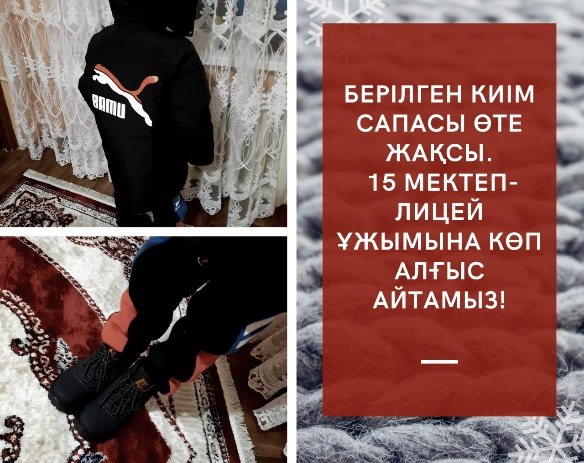 БЕРІЛГЕН КИІМ
САПАСЫ ӨТЕ
ЖАҚСЫ.
15 МЕКТЕП-
ЛИЦЕЙ
ҰЖЫМЫНА КӨП
АЛҒЫС
АЙТАМЫЗ!